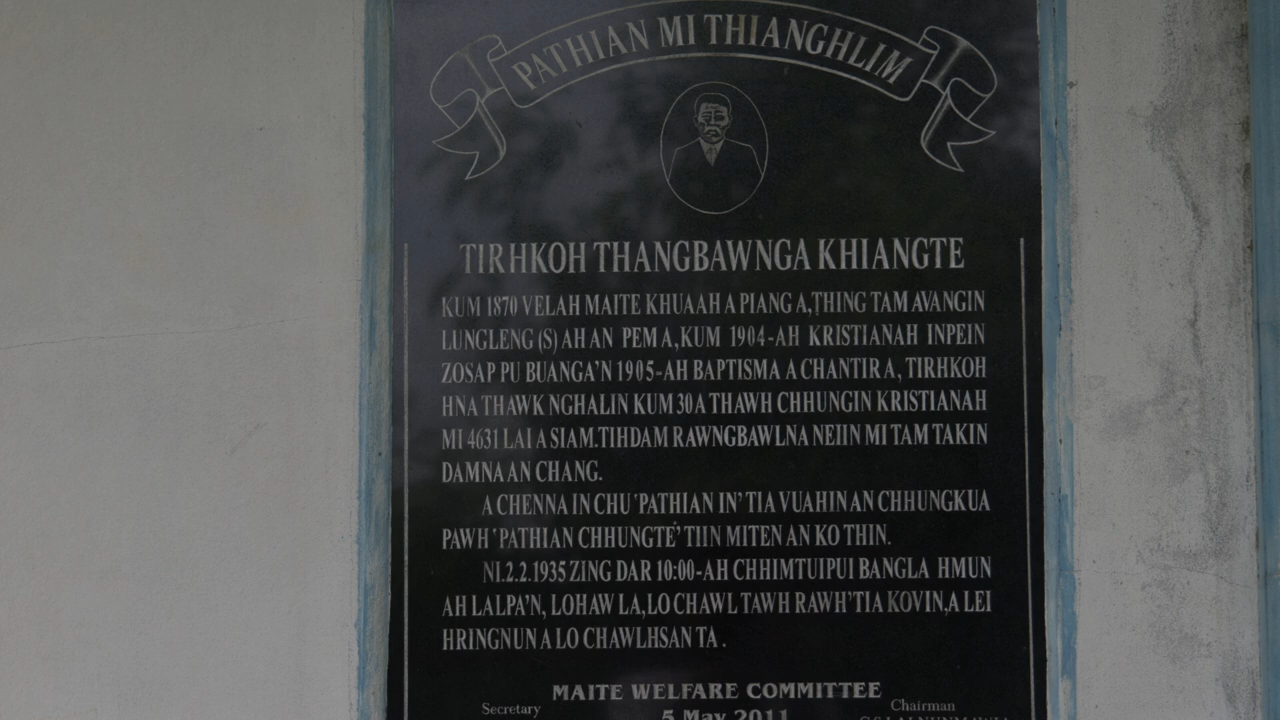 PATHIAN MI THIANGHLIM
TIRHKOH THANGBAWNGA KHIANGTE
KUM 1870 VELAH MAITE KHUAAH A PIANG A,THING TAM AVANGIN
LUNGLENG (S) AH AN PEM A, KUM 1904-AH KRISTIANAH INPEIN
ZOSAP PU BUANGA'N 1905-AH BAPTISMA A CHANTIR A, TIRHKOH
HNA THAWK NGHALIN KUM 30 A THAWH CHHUNGIN KRISTIANAH
MI 4631 LAI A SIAM.TIHDAM RAWNGBAWLNA NEIIN MI TAM TAKIN
DAMNA AN CHANG.
A CHENNA IN CHU 'PATHIAN IN' TIA VUAHIN AN CHHUNGKUA
PAWH 'PATHIAN CHHUNGTE' TIIN MITEN AN KO THIN.
NI.2.2.1935 ZING DAR 10:00-AH CHHIMTUIPUI BANGLA HMUN
AH LALPA'N, LOHAW LA,LO CHAWL TAWH RAWH'TIA KOVIN,A LEI
HRINGNUN A LO CHAWLHSAN TA .
MAITE WELFARE COMMITTEE
Secretary 5 May 2011 Chairman